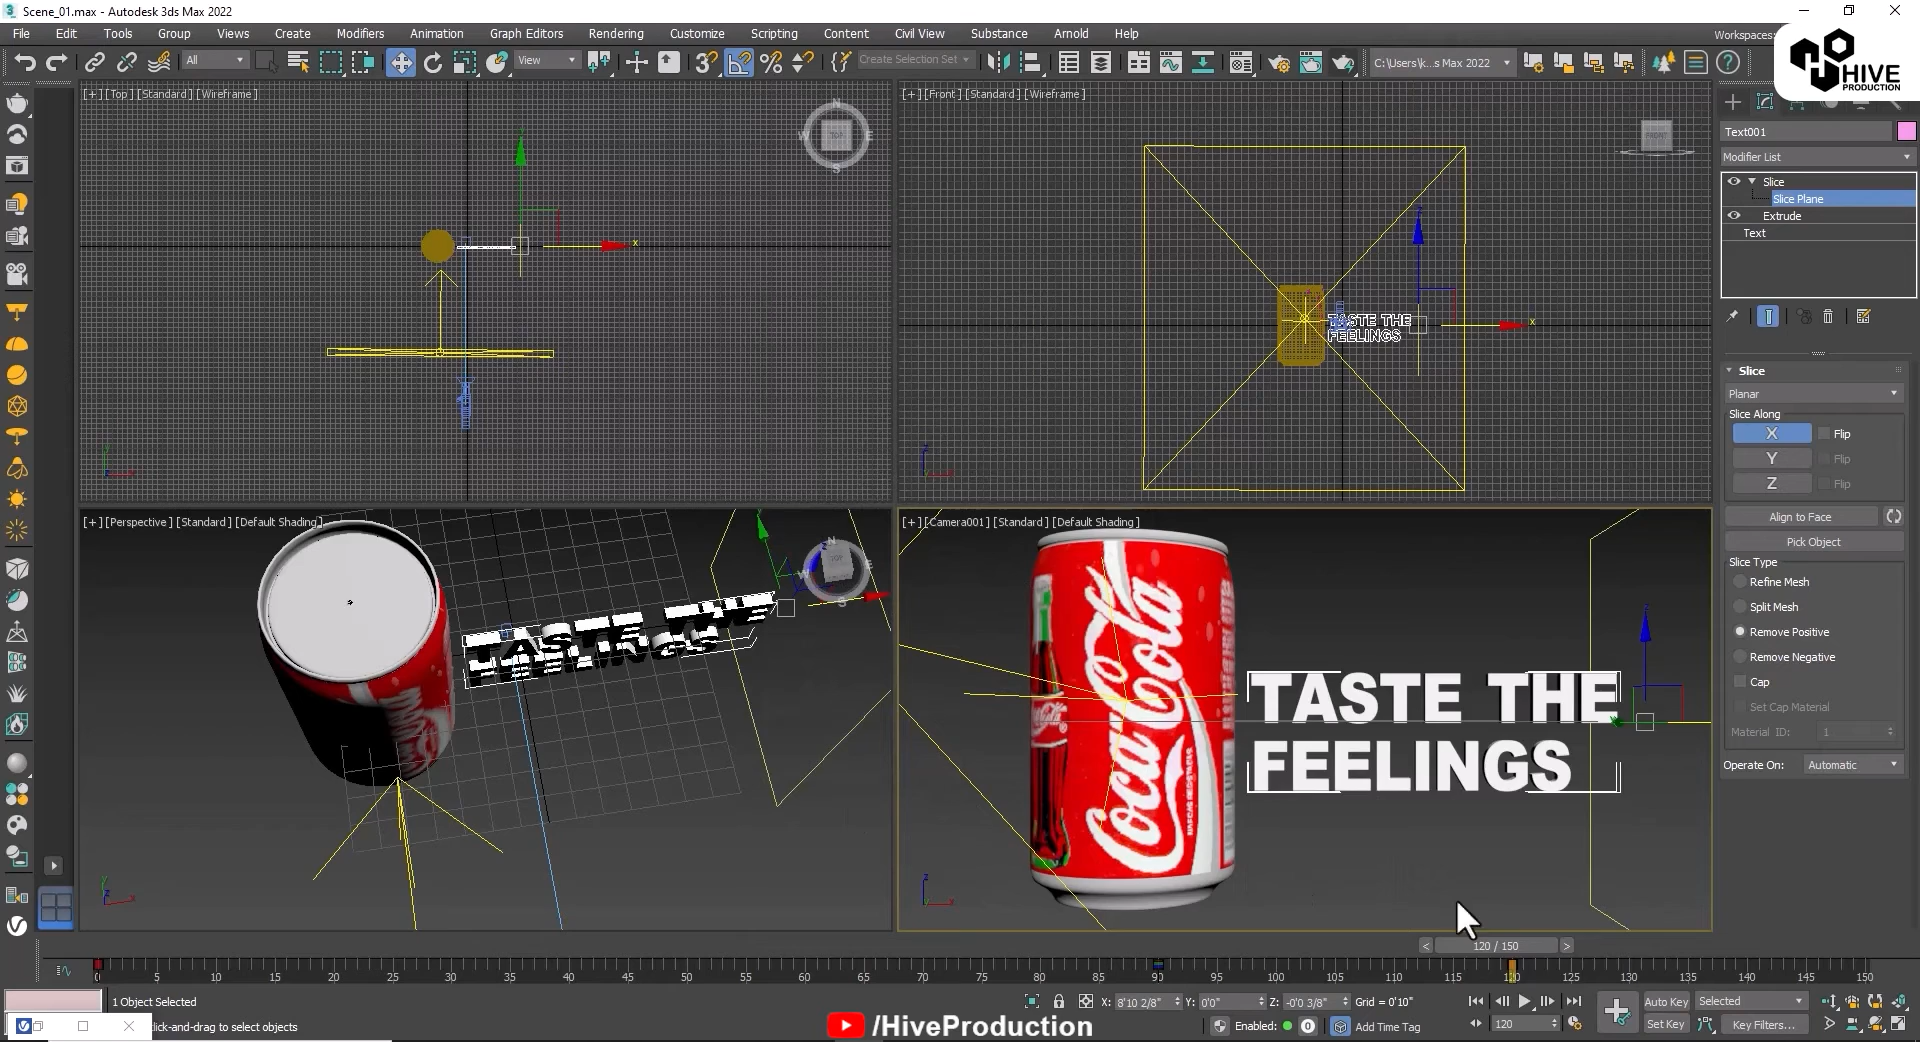 Scene_01.max - Autodesk 3ds Max 2022
File Edit Tools Group Views Create Modifiers Animation Graph Editors Rendering Customize Scripting Content Civil View Substance Arnold Help
Workspaces:
HIVE
PRODUCTION
All
View
Create Selection Set
C:\Users\k...s Max 2022
[+] [Top] [Standard] [Wireframe]
[+] [Front] [Standard] [Wireframe]
N
W TOP E
S
FRONT
y
x
z
x
TASTE THE
FEELINGS
Text001
Modifier List
Slice
Slice Plane
Extrude
Text
Slice
Planar
Slice Along
X Flip
Y Flip
Z Flip
Align to Face
Pick Object
Slice Type
Refine Mesh
Split Mesh
Remove Positive
Remove Negative
Cap
Set Cap Material
Material ID: 1
Operate On: Automatic
[+] [Perspective] [Standard] [Default Shading]
[+] [Camera001] [Standard] [Default Shading]
TASTE THE
FEELINGS
Coca-Cola
TASTE THE
FEELINGS
< 120 / 150 >
0 5 10 15 20 25 30 35 40 45 50 55 60 65 70 75 80 85 90 95 100 105 110 120 125 130 135 140 145 150
1 Object Selected
click-and-drag to select objects
X: 8'10 2/8" Y: 0'0" Z: -0'0 3/8" Grid = 0'10"
Enabled: 0 Add Time Tag
120
Auto Key Selected
Set Key Key Filters...
/HiveProduction